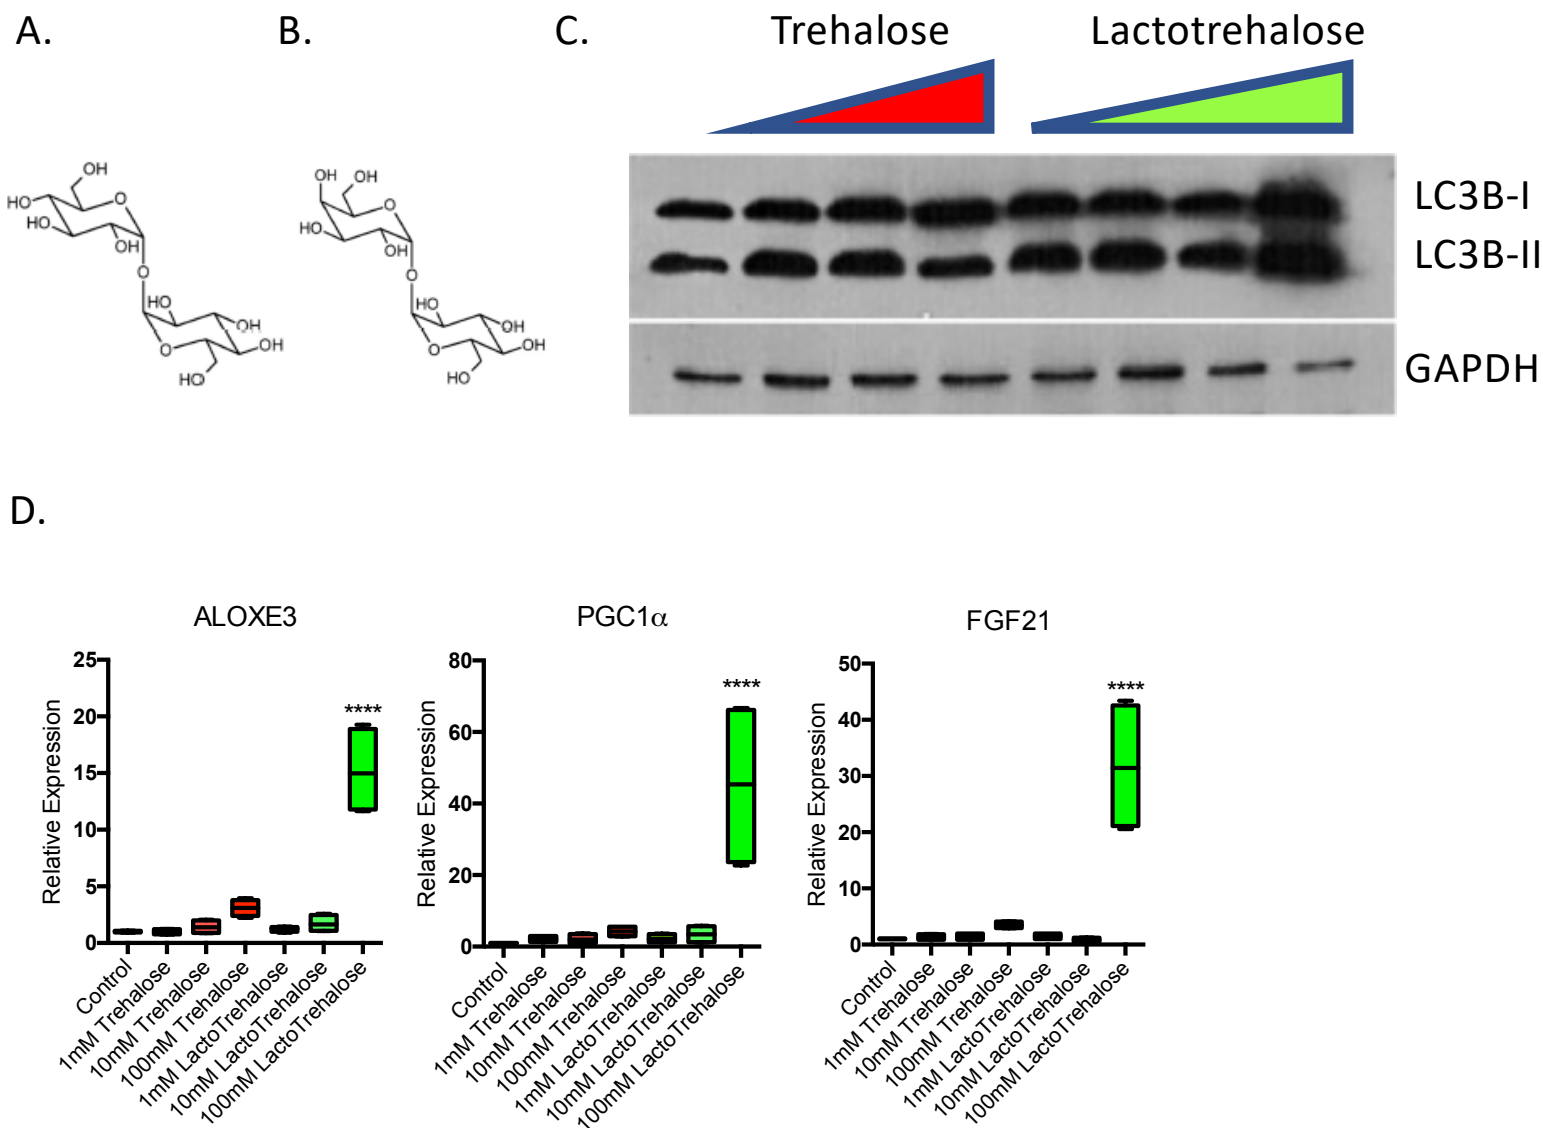 A.
B.
C.
Trehalose
Lactotrehalose
OH
HO
O
HO
OH
O
HO
OH
O
OH
HO
OH
OH
O
HO
OH
O
HO
OH
O
OH
HO
LC3B-I
LC3B-II
GAPDH
D.
ALOXE3
25
20
15
10
5
0
Relative Expression
****
Control
1mM Trehalose
10mM Trehalose
100mM Trehalose
1mM LactoTrehalose
10mM LactoTrehalose
100mM LactoTrehalose
PGC1α
80
60
40
20
0
Relative Expression
****
Control
1mM Trehalose
10mM Trehalose
100mM Trehalose
1mM LactoTrehalose
10mM LactoTrehalose
100mM LactoTrehalose
FGF21
50
40
30
20
10
0
Relative Expression
****
Control
1mM Trehalose
10mM Trehalose
100mM Trehalose
1mM LactoTrehalose
10mM LactoTrehalose
100mM LactoTrehalose